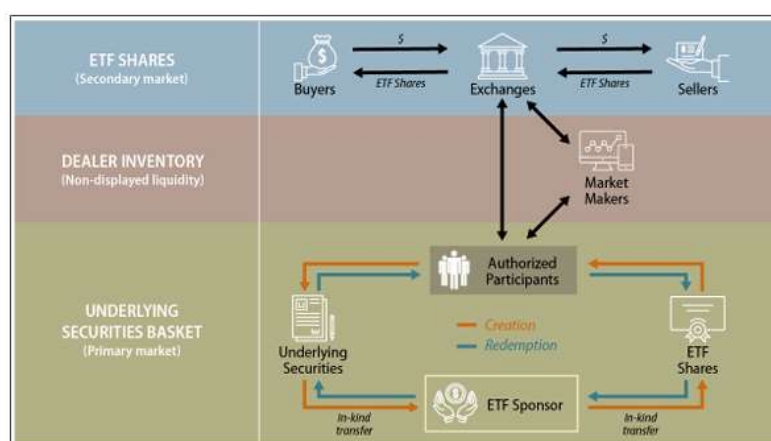 ETF SHARES
(Secondary market)
Buyers
$
ETF Shares
Exchanges
$
ETF Shares
Sellers
DEALER INVENTORY
(Non-displayed liquidity)
Market
Makers
UNDERLYING
SECURITIES BASKET
(Primary market)
Authorized
Participants
Creation
Redemption
Underlying
Securities
ETF
Shares
ETF Sponsor
In-kind
transfer
In-kind
transfer